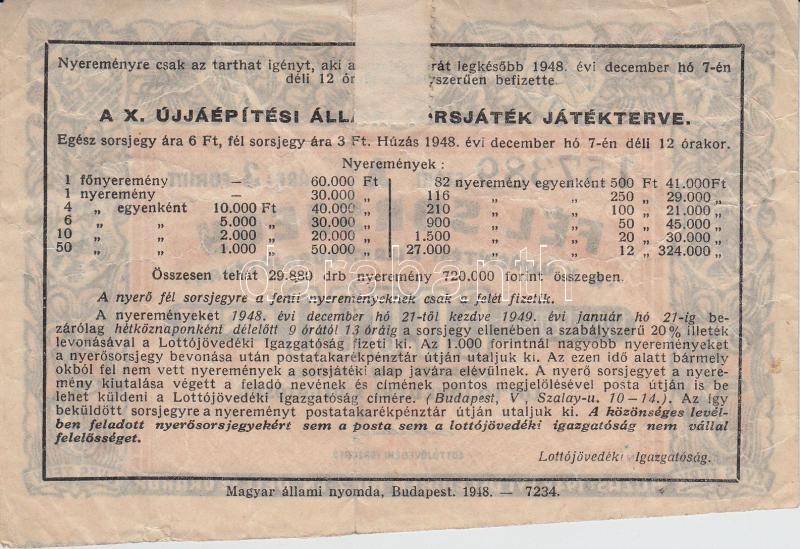 Nyereményre csak az tarthat igényt, aki a rát legkésőbb 1948. évi december hó 7-én
déli 12 ór yszerűen befizette.
A X. ÚJJÁÉPÍTÉSI ÁLL RSJÁTÉK JÁTÉKTERVE.
Egész sorsjegy ára 6 Ft, fél sorsjegy ára 3 Ft. Húzás 1948. évi december hó 7-én déli 12 órakor.
Nyeremények:
1 főnyeremény — 60.000 Ft
1 nyeremény — 30.000 „
4 „ egyenként 10.000 Ft 40.000 „
6 „ „ 5.000 „ 30.000 „
10 „ „ 2.000 „ 20.000 „
50 „ „ 1.000 „ 50.000 „
82 nyeremény egyenként 500 Ft 41.000 Ft
116 „ „ 250 „ 29.000 „
210 „ „ 100 „ 21.000 „
900 „ „ 50 „ 45.000 „
1.500 „ „ 20 „ 30.000 „
27.000 „ „ 12 „ 324.000 „
Összesen tehát 29.880 drb nyeremény 720.000 forint összegben.
A nyerő fél sorsjegyre a fenti nyereményeknek csak a felét fizetik.
A nyereményeket 1948. évi december hó 21-től kezdve 1949. évi január hó 21-ig be-
zárólag hétköznaponként délelőtt 9 órától 13 óráig a sorsjegy ellenében a szabályszerű 20% illeték
levonásával a Lottójövedéki Igazgatóság fizeti ki. Az 1.000 forintnál nagyobb nyereményeket
a nyerősorsjegy bevonása után postatakarékpénztár útján utaljuk ki. Az ezen idő alatt bármely
okból fel nem vett nyeremények a sorsjátéki alap javára elévülnek. A nyerő sorsjegyet a nyere-
mény kiutalása végett a feladó nevének és címének pontos megjelölésével posta útján is be
lehet küldeni a Lottójövedéki Igazgatóság címére. (Budapest, V., Szalay-u. 10—14.). Az így
beküldött sorsjegyre a nyereményt postatakarékpénztár útján utaljuk ki. A közönséges levél-
ben feladott nyerősorsjegyekért sem a posta sem a lottójövedéki igazgatóság nem vállal
felelősséget.
Lottójövedéki Igazgatóság.
Magyar állami nyomda, Budapest. 1948. — 7234.
darabanth.com